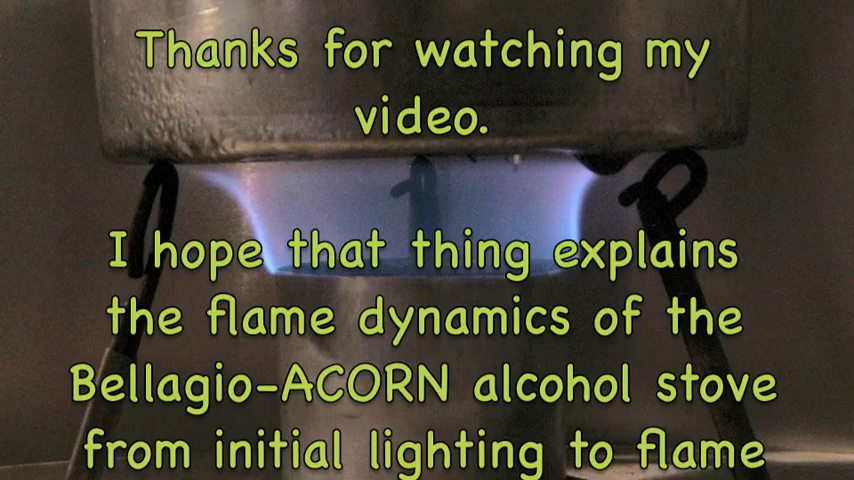 Thanks for watching my
video.
I hope that thing explains
the flame dynamics of the
Bellagio-ACORN alcohol stove
from initial lighting to flame